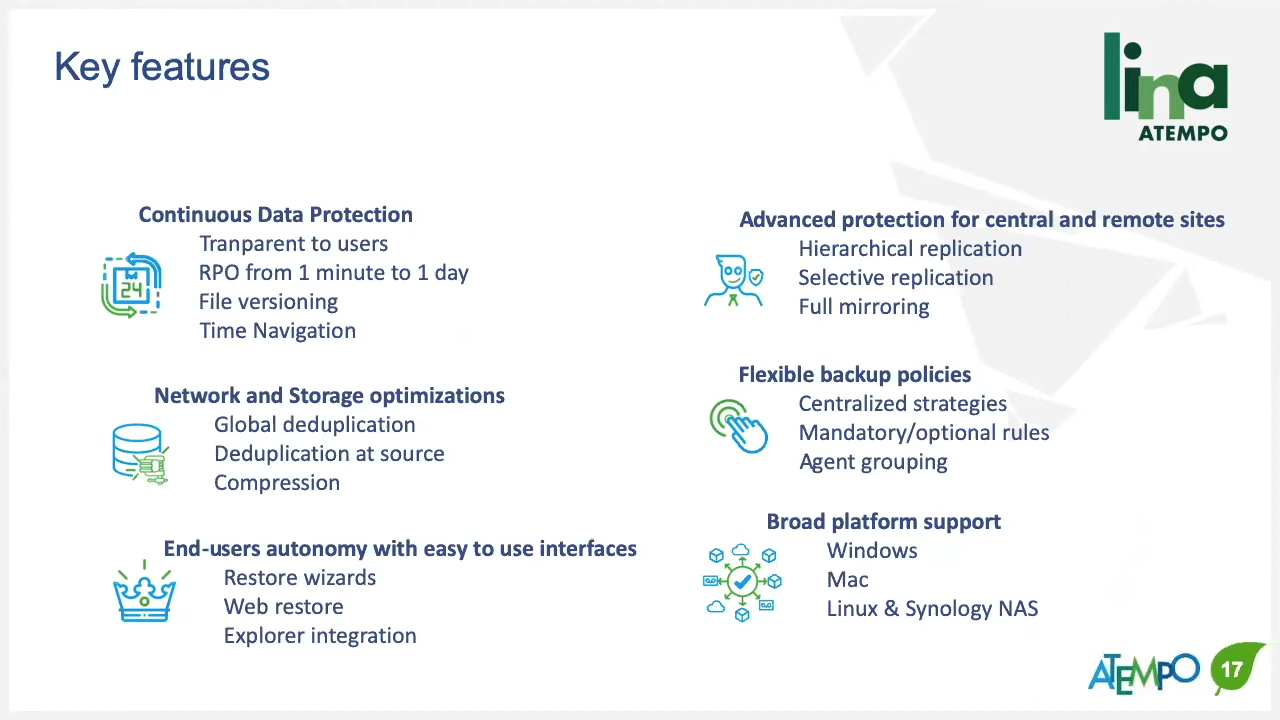 Key features
lina
ATEMPO
Continuous Data Protection
Tranparent to users
RPO from 1 minute to 1 day
File versioning
Time Navigation
24
Network and Storage optimizations
Global deduplication
Deduplication at source
Compression
End-users autonomy with easy to use interfaces
Restore wizards
Web restore
Explorer integration
Advanced protection for central and remote sites
Hierarchical replication
Selective replication
Full mirroring
Flexible backup policies
Centralized strategies
Mandatory/optional rules
Agent grouping
Broad platform support
Windows
Mac
Linux & Synology NAS
ATEMPO
17